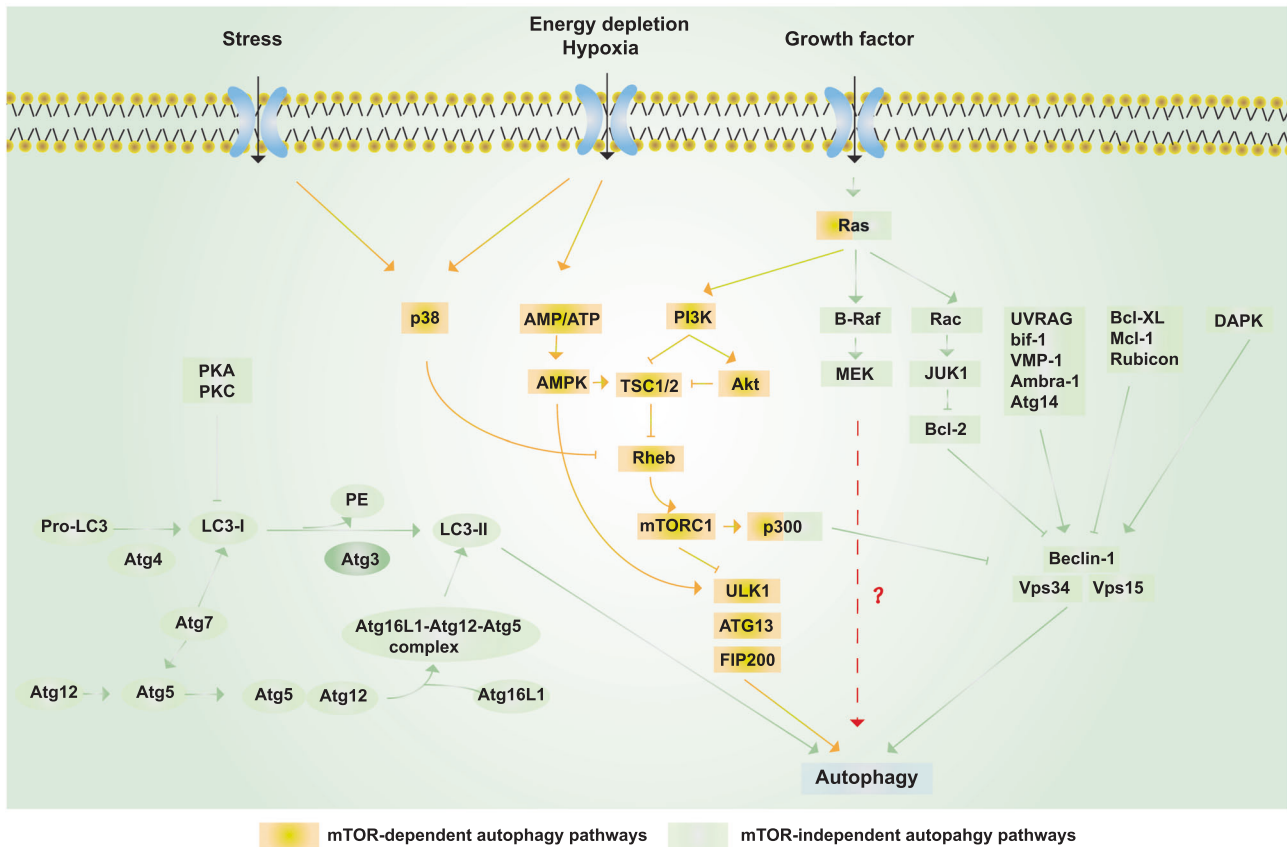 Stress
Energy depletion
Hypoxia
Growth factor
Ras
p38
AMP/ATP
PI3K
B-Raf
Rac
UVRAG
bif-1
VMP-1
Ambra-1
Atg14
Bcl-XL
Mcl-1
Rubicon
DAPK
PKA
PKC
AMPK
TSC1/2
Akt
MEK
JUK1
Bcl-2
Rheb
PE
Pro-LC3
LC3-I
LC3-II
mTORC1
p300
Atg4
Atg3
Beclin-1
Vps34
Vps15
ULK1
?
ATG13
FIP200
Atg7
Atg16L1-Atg12-Atg5
complex
Atg12
Atg5
Atg5
Atg12
Atg16L1
Autophagy
mTOR-dependent autophagy pathways
mTOR-independent autopahgy pathways